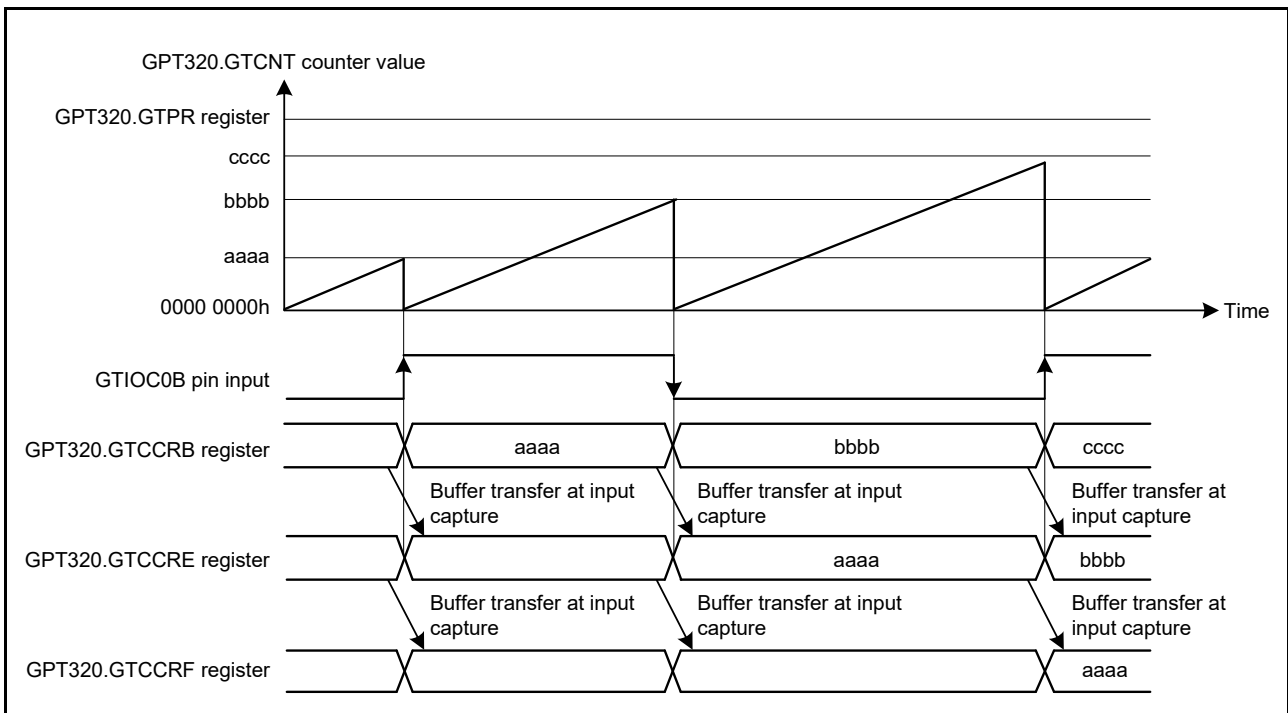 GPT320.GTCNT counter value
GPT320.GTPR register
cccc
bbbb
aaaa
0000 0000h
Time
GTIOC0B pin input
GPT320.GTCCRB register
aaaa
bbbb
cccc
Buffer transfer at input
capture
Buffer transfer at input
capture
Buffer transfer at
input capture
GPT320.GTCCRE register
aaaa
bbbb
Buffer transfer at input
capture
Buffer transfer at input
capture
Buffer transfer at
input capture
GPT320.GTCCRF register
aaaa